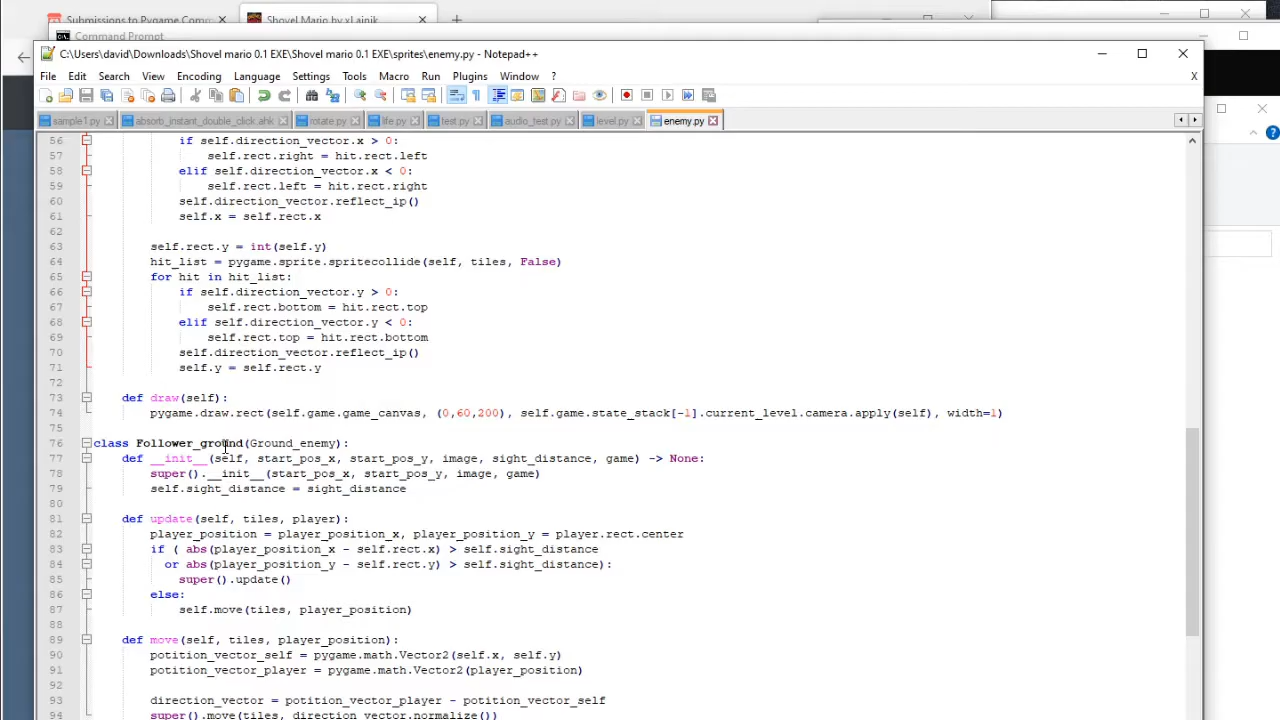 Submissions to Pygame Com
Shovel Mario by xLainik
Command Prompt
C:\Users\david\Downloads\Shovel mario 0.1 EXE\Shovel mario 0.1 EXE\sprites\enemy.py - Notepad++
File Edit Search View Encoding Language Settings Tools Macro Run Plugins Window ? X
sample1.py absorb_instant_double_click.ahk rotate.py life.py test.py audio_test.py level.py enemy.py
56 if self.direction_vector.x > 0:
57 self.rect.right = hit.rect.left
58 elif self.direction_vector.x < 0:
59 self.rect.left = hit.rect.right
60 self.direction_vector.reflect_ip()
61 self.x = self.rect.x
62
63 self.rect.y = int(self.y)
64 hit_list = pygame.sprite.spritecollide(self, tiles, False)
65 for hit in hit_list:
66 if self.direction_vector.y > 0:
67 self.rect.bottom = hit.rect.top
68 elif self.direction_vector.y < 0:
69 self.rect.top = hit.rect.bottom
70 self.direction_vector.reflect_ip()
71 self.y = self.rect.y
72
73 def draw(self):
74 pygame.draw.rect(self.game.game_canvas, (0,60,200), self.game.state_stack[-1].current_level.camera.apply(self), width=1)
75
76 class Follower_ground(Ground_enemy):
77 def __init__(self, start_pos_x, start_pos_y, image, sight_distance, game) -> None:
78 super().__init__(start_pos_x, start_pos_y, image, game)
79 self.sight_distance = sight_distance
80
81 def update(self, tiles, player):
82 player_position = player_position_x, player_position_y = player.rect.center
83 if ( abs(player_position_x - self.rect.x) > self.sight_distance
84 or abs(player_position_y - self.rect.y) > self.sight_distance):
85 super().update()
86 else:
87 self.move(tiles, player_position)
88
89 def move(self, tiles, player_position):
90 potition_vector_self = pygame.math.Vector2(self.x, self.y)
91 potition_vector_player = pygame.math.Vector2(player_position)
92
93 direction_vector = potition_vector_player - potition_vector_self
94 super().move(tiles, direction_vector.normalize())